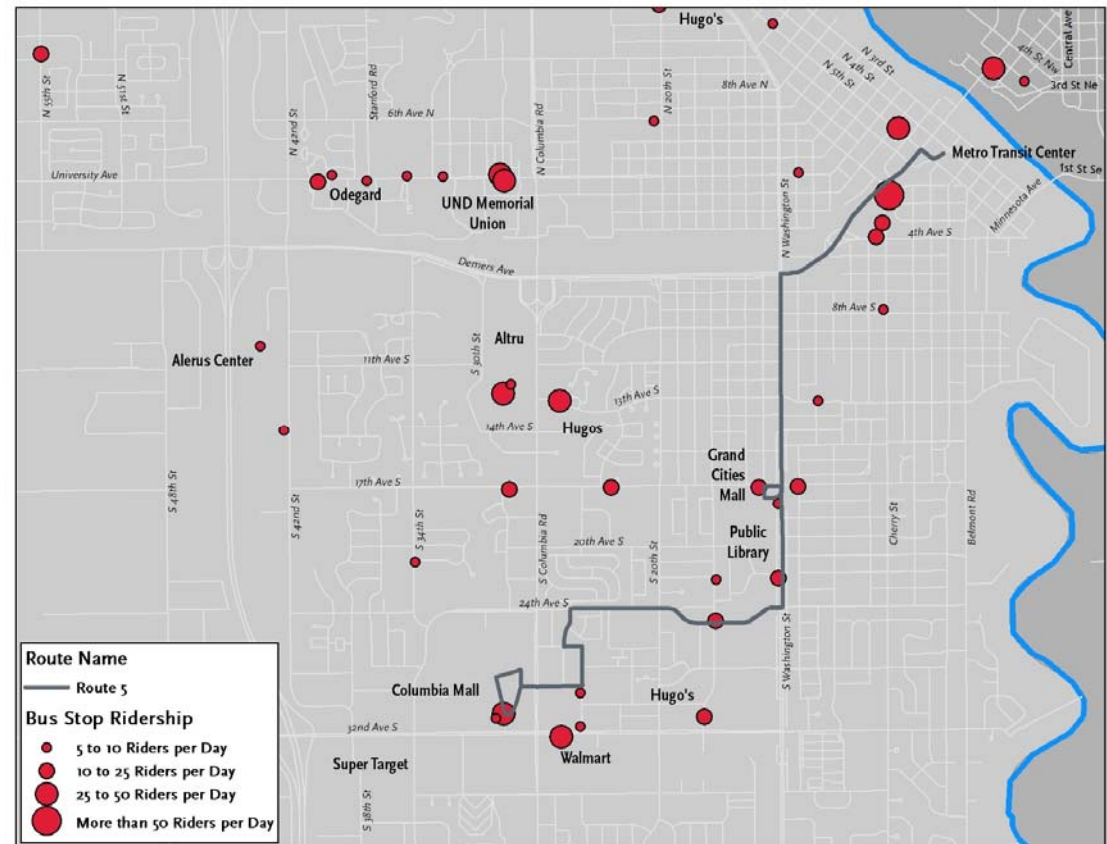 Hugo's
N 3rd St
N 4th St
N 5th St
4th St Nw
Central Ave
3rd St Ne
N 55th St
N 51st St
Stanford Rd
N 20th St
8th Ave N
6th Ave N
N 42nd St
N Columbia Rd
Metro Transit Center
1st St Se
University Ave
Odegard
UND Memorial
Union
N Washington St
Minnesota Ave
4th Ave S
Demers Ave
8th Ave S
Altru
Alerus Center
11th Ave S
S 30th St
13th Ave S
14th Ave S
Hugos
Grand
Cities
Mall
17th Ave S
S 48th St
S 42nd St
S 34th St
S Columbia Rd
20th Ave S
S 20th St
Public
Library
Cherry St
Belmont Rd
24th Ave S
S Washington St
Columbia Mall
Hugo's
32nd Ave S
Walmart
Super Target
S 38th St
Route Name
Route 5
Bus Stop Ridership
5 to 10 Riders per Day
10 to 25 Riders per Day
25 to 50 Riders per Day
More than 50 Riders per Day